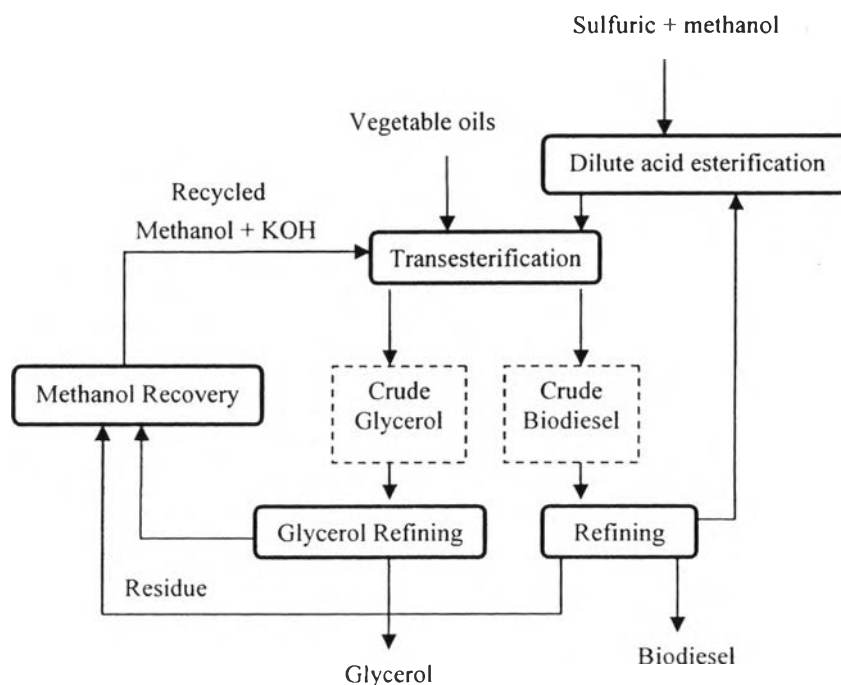 Sulfuric + methanol
Vegetable oils
Dilute acid esterification
Recycled
Methanol + KOH
Transesterification
Methanol Recovery
Crude
Glycerol
Crude
Biodiesel
Glycerol Refining
Refining
Residue
Glycerol
Biodiesel